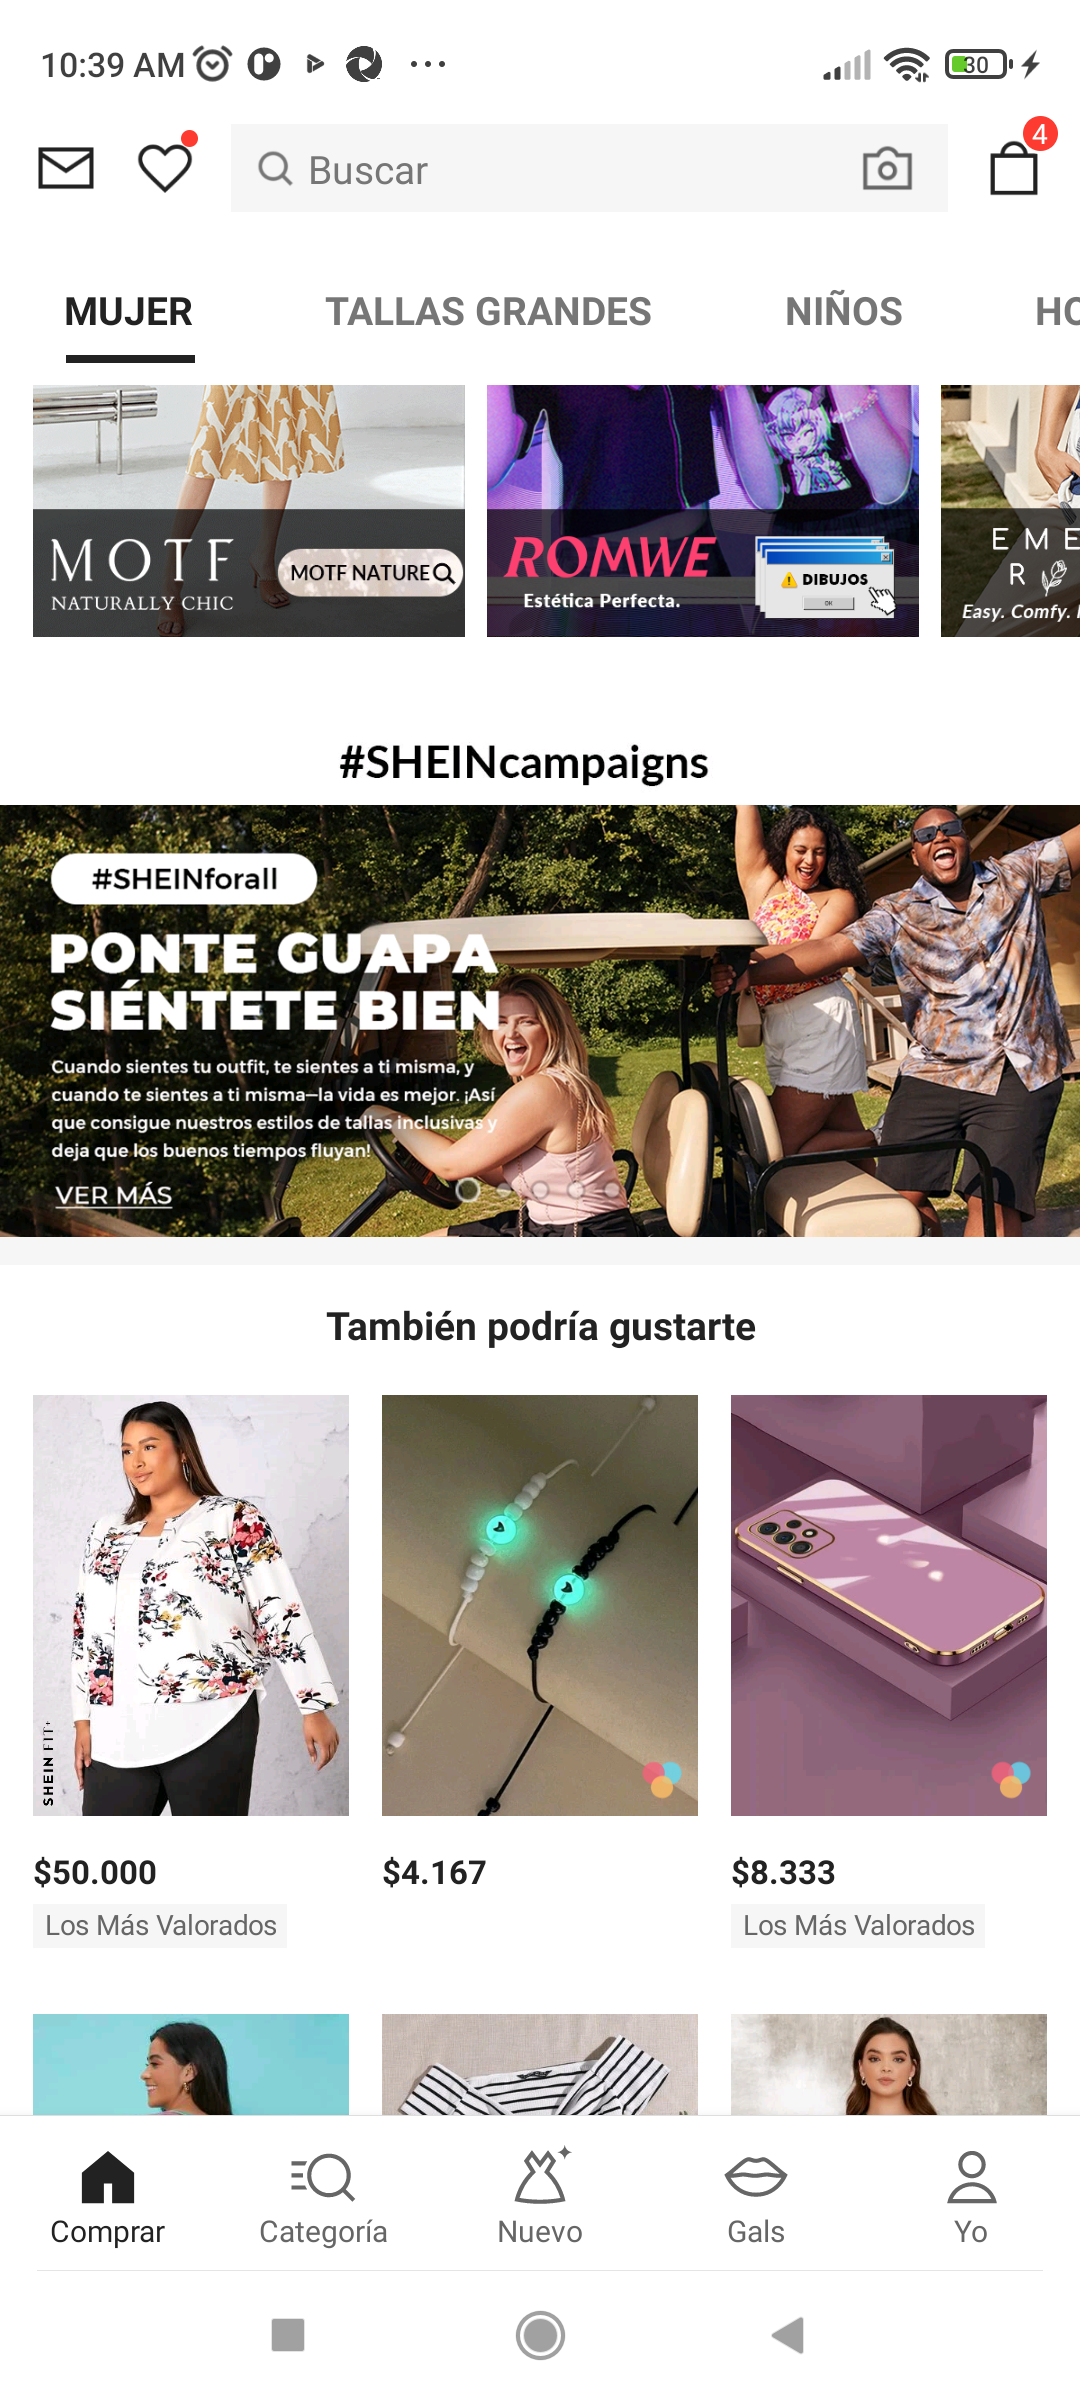 10:39 AM
30
4
Buscar
MUJER
TALLAS GRANDES
NIÑOS
HO
MOTF
NATURALLY CHIC
MOTF NATURE
ROMWE
Estética Perfecta.
DIBUJOS
OK
EME
R
Easy. Comfy.
#SHEINcampaigns
#SHEINforall
PONTE GUAPA
SIÉNTETE BIEN
Cuando sientes tu outfit, te sientes a ti misma, y
cuando te sientes a ti misma—la vida es mejor. ¡Así
que consigue nuestros estilos de tallas inclusivas y
deja que los buenos tiempos fluyan!
VER MÁS
También podría gustarte
SHEIN FIT+
$50.000
$4.167
$8.333
Los Más Valorados
Los Más Valorados
Comprar
Categoría
Nuevo
Gals
Yo